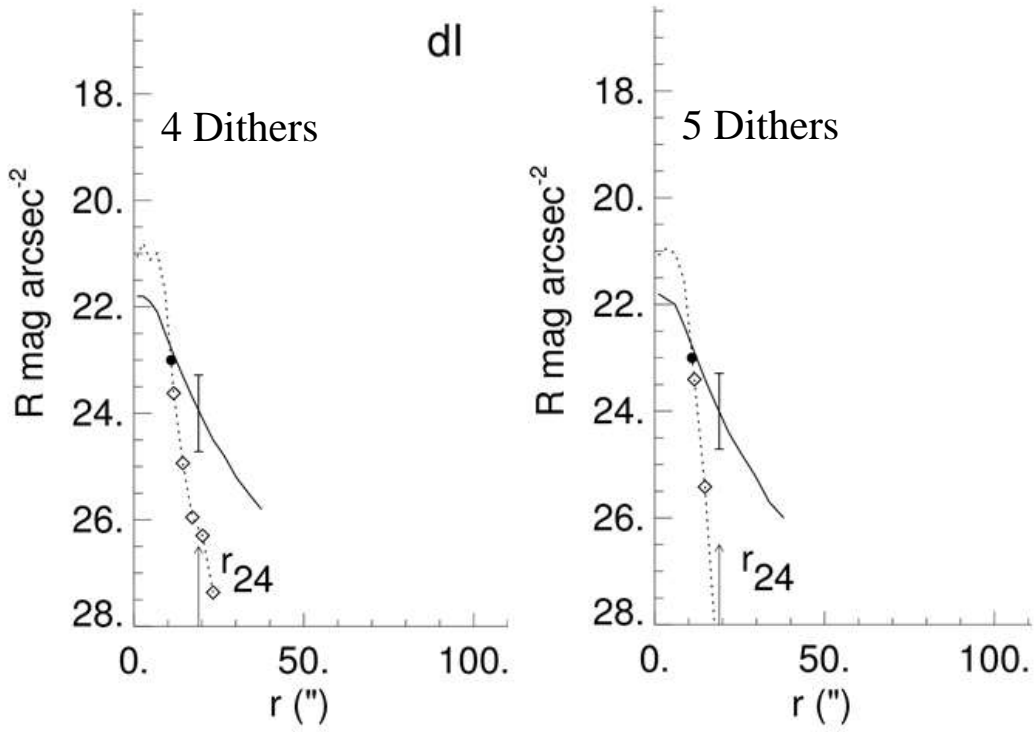 dI
4 Dithers
18.
20.
22.
24.
26.
28.
R mag arcsec-2
r24
0.
50.
100.
r (")
5 Dithers
18.
20.
22.
24.
26.
28.
R mag arcsec-2
r24
0.
50.
100.
r (")